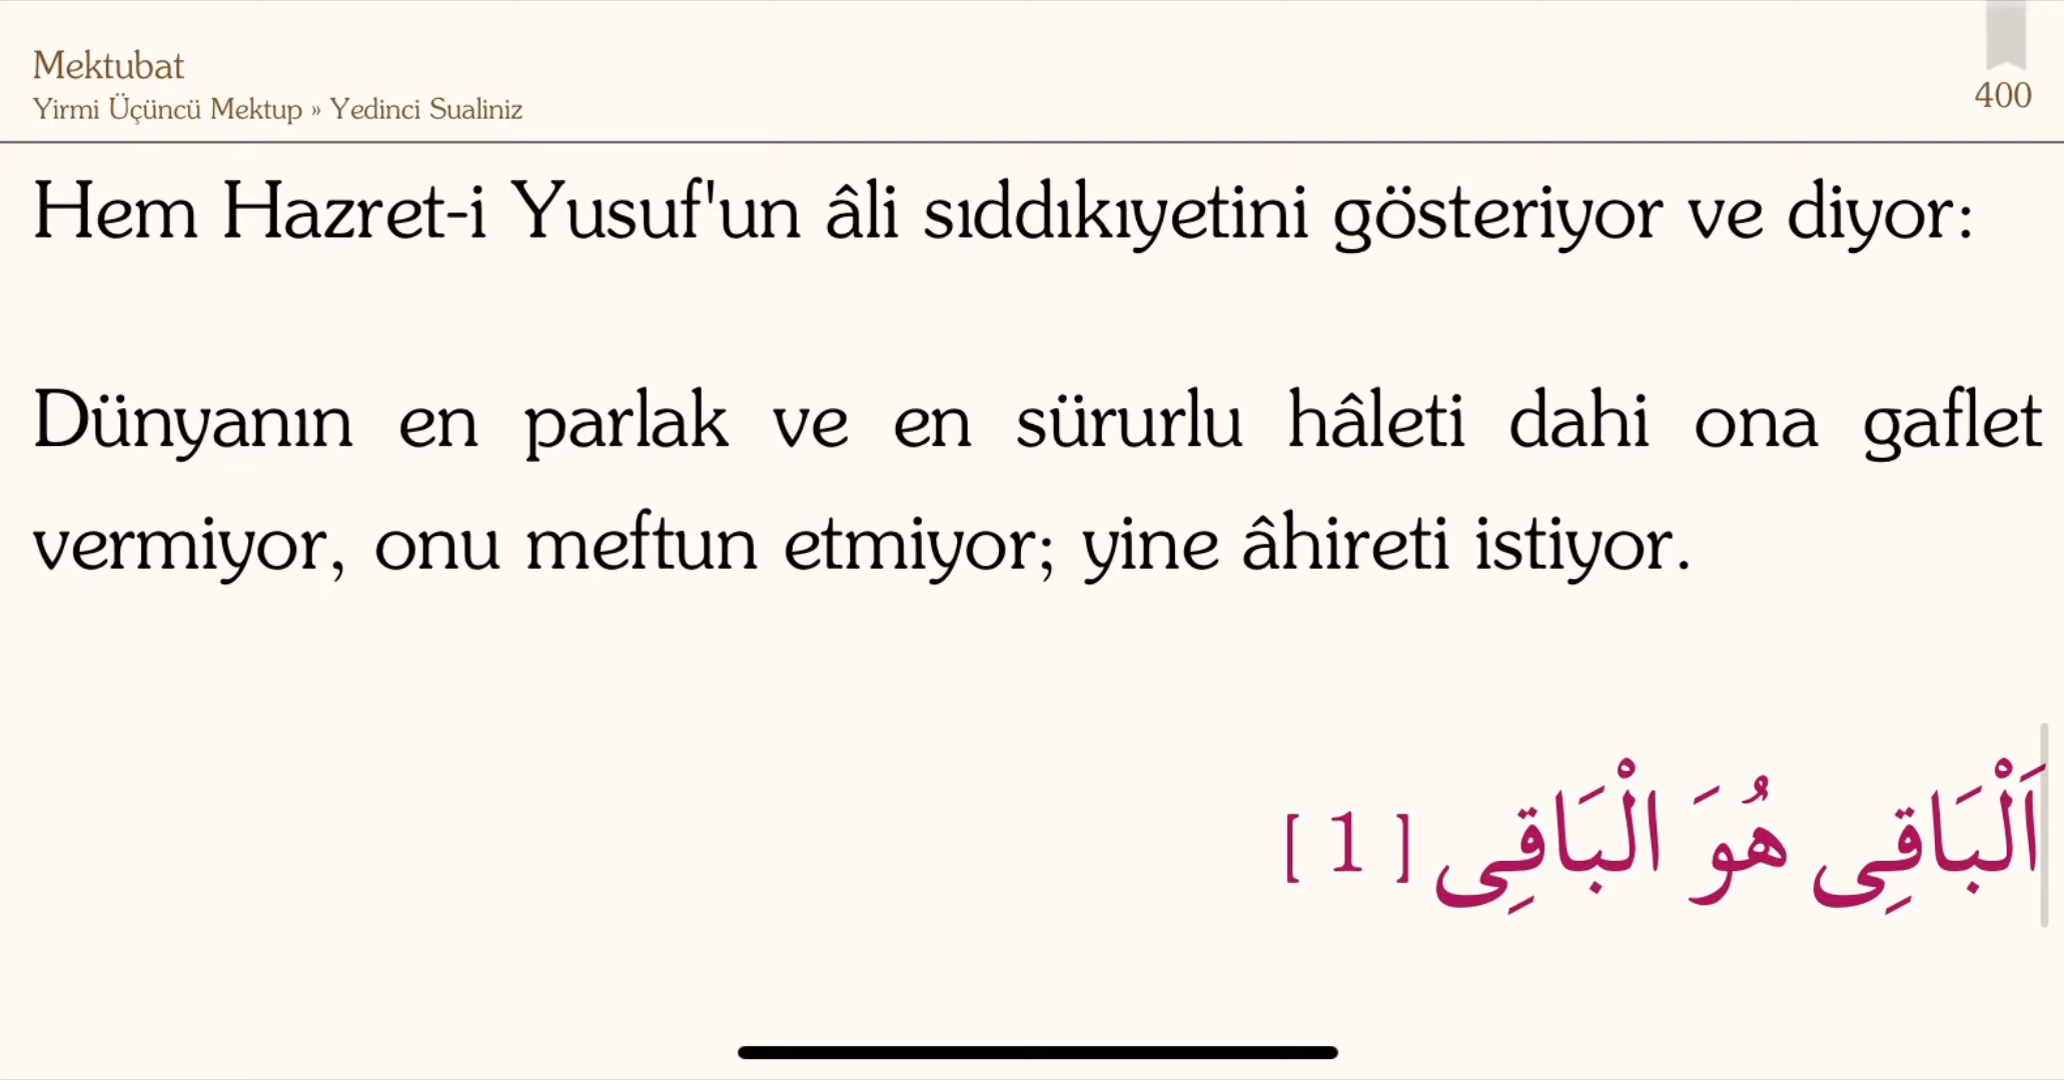 Mektubat
Yirmi Üçüncü Mektup » Yedinci Sualiniz
400
Hem Hazret-i Yusuf'un âli sıddıkıyetini gösteriyor ve diyor:
Dünyanın en parlak ve en sürurlu hâleti dahi ona gaflet
vermiyor, onu meftun etmiyor; yine âhireti istiyor.
اَلْبَاقِى هُوَ الْبَاقِى [ 1 ]